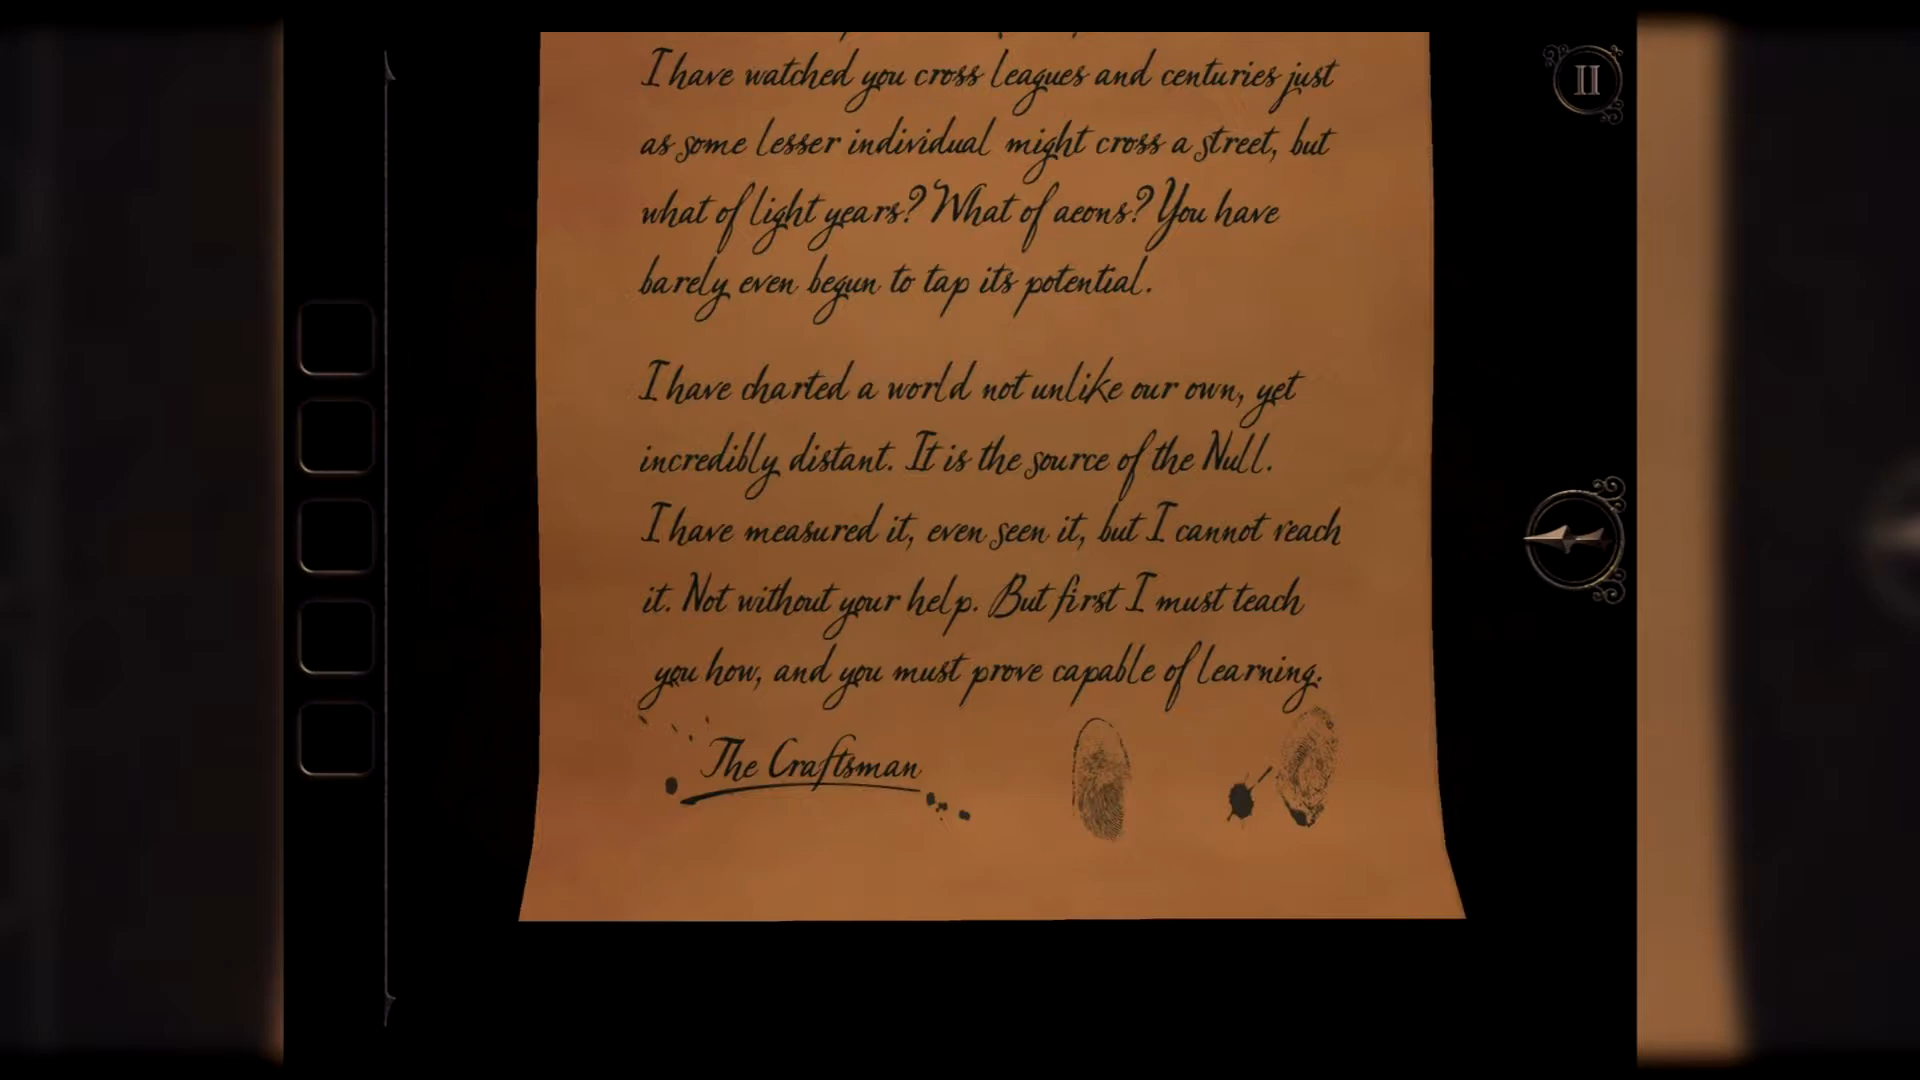 I have watched you cross leagues and centuries just
as some lesser individual might cross a street, but
what of light years? What of aeons? You have
barely even begun to tap its potential.
I have charted a world not unlike our own, yet
incredibly distant. It is the source of the Null.
I have measured it, even seen it, but I cannot reach
it. Not without your help. But first I must teach
you how, and you must prove capable of learning.
The Craftsman
II